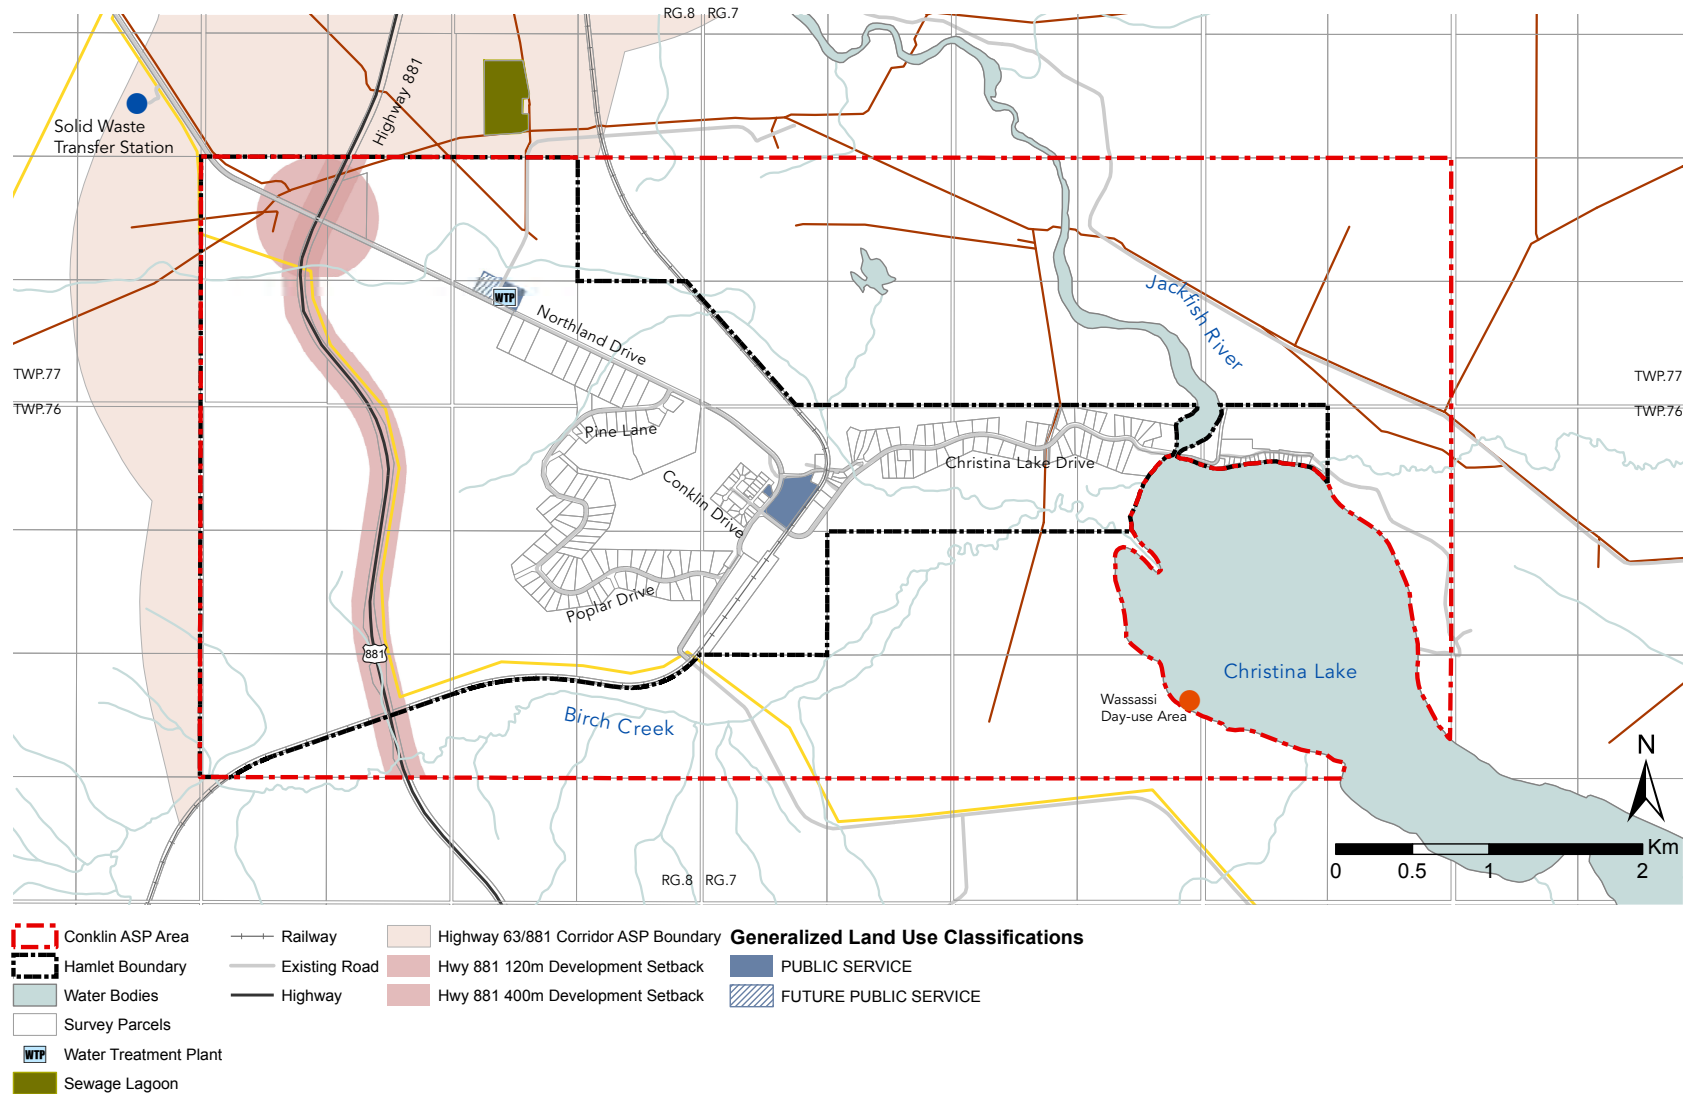 RG.8 RG.7
Highway 881
Solid Waste
Transfer Station
WTP
Northland Drive
Jackfish River
TWP.77
TWP.76
TWP.77
TWP.76
Pine Lane
Christina Lake Drive
Conklin Drive
Poplar Drive
881
Christina Lake
Wassassi
Day-use Area
Birch Creek
N
Km
0 0.5 1 2
RG.8 RG.7
Conklin ASP Area
Hamlet Boundary
Water Bodies
Survey Parcels
WTP Water Treatment Plant
Sewage Lagoon
Railway
Existing Road
Highway
Highway 63/881 Corridor ASP Boundary
Hwy 881 120m Development Setback
Hwy 881 400m Development Setback
Generalized Land Use Classifications
PUBLIC SERVICE
FUTURE PUBLIC SERVICE